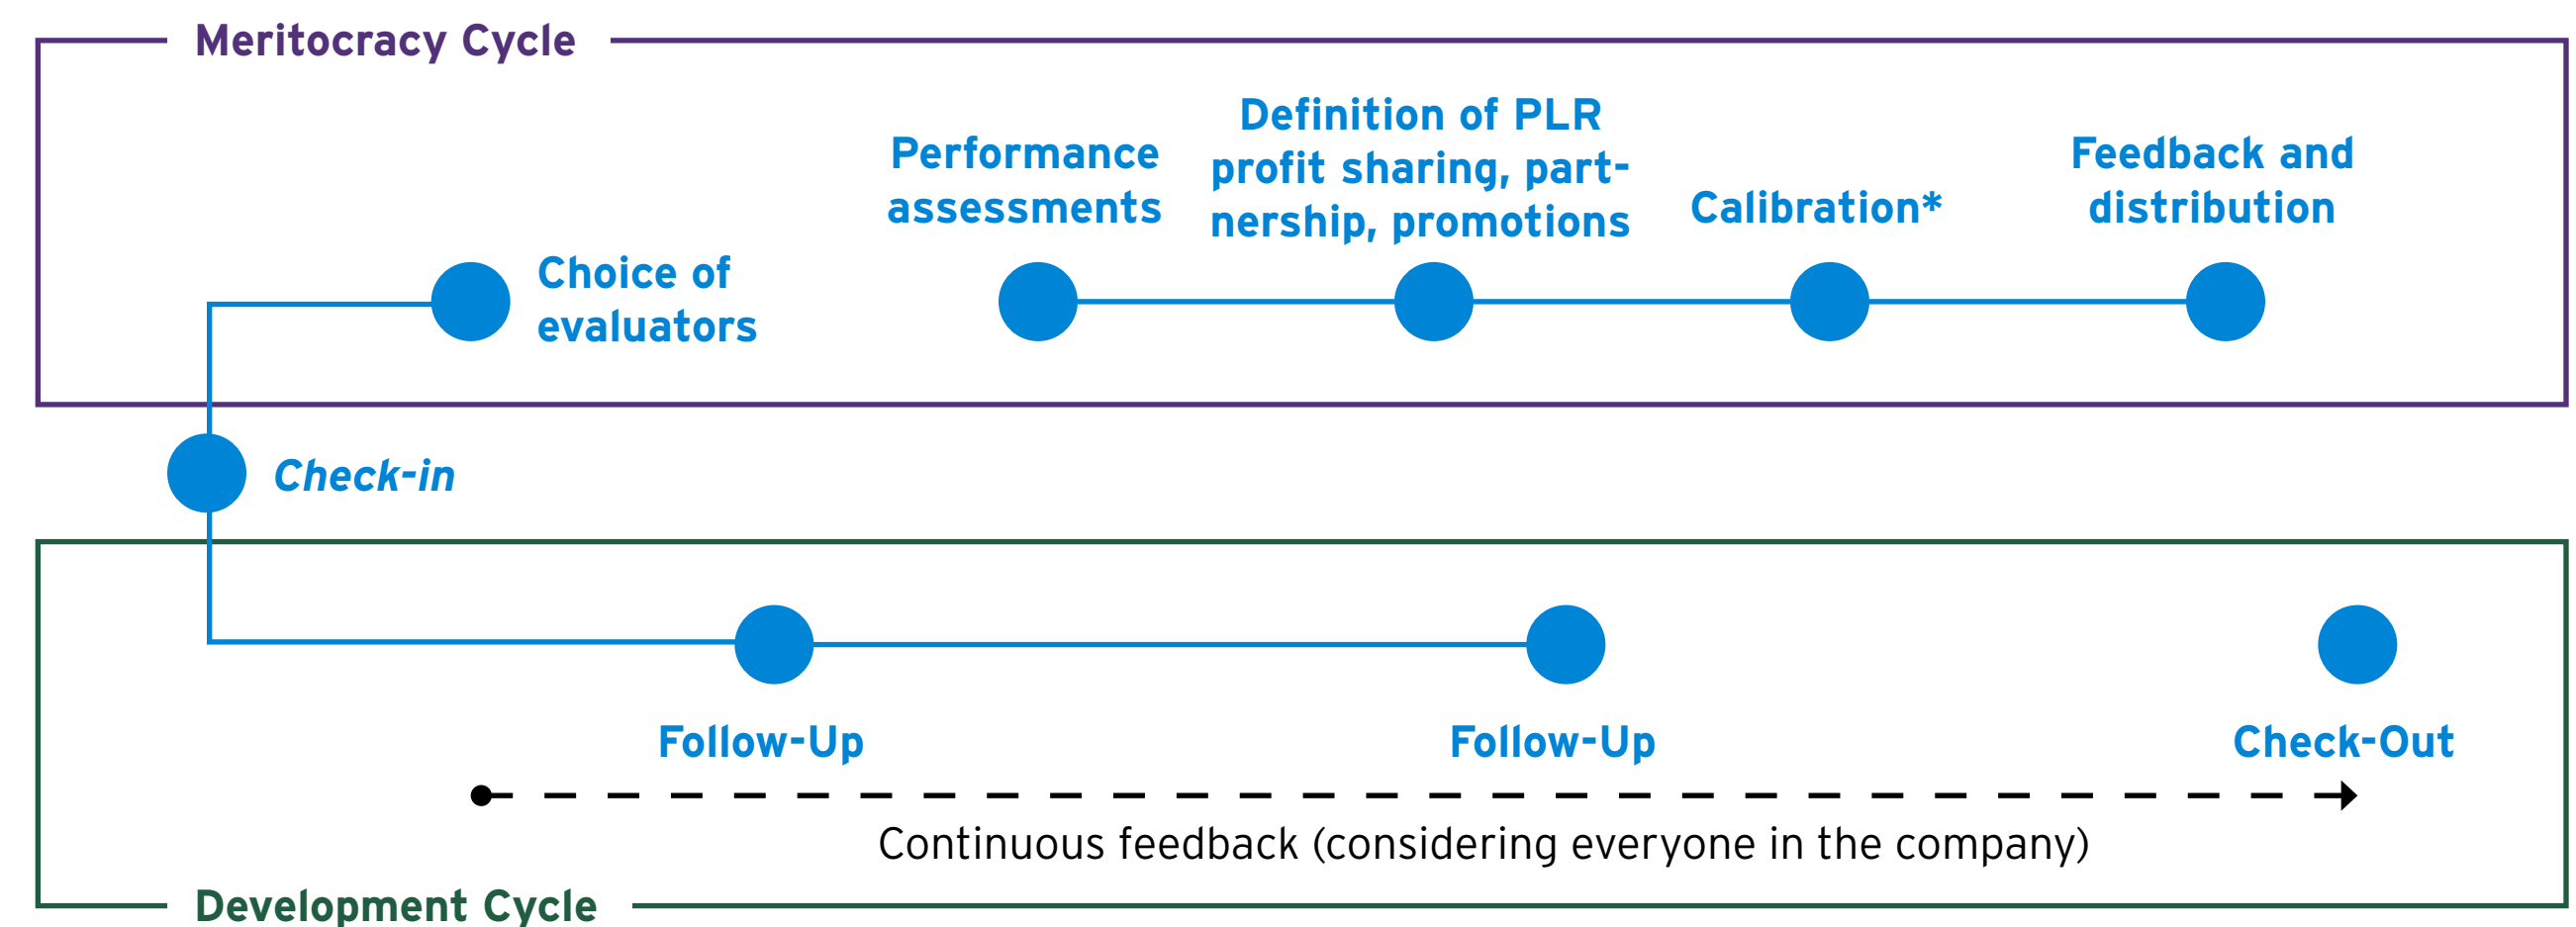 Meritocracy Cycle
Choice of
evaluators
Performance
assessments
Definition of PLR
profit sharing, part-
nership, promotions
Calibration*
Feedback and
distribution
Check-in
Follow-Up
Follow-Up
Check-Out
Continuous feedback (considering everyone in the company)
Development Cycle